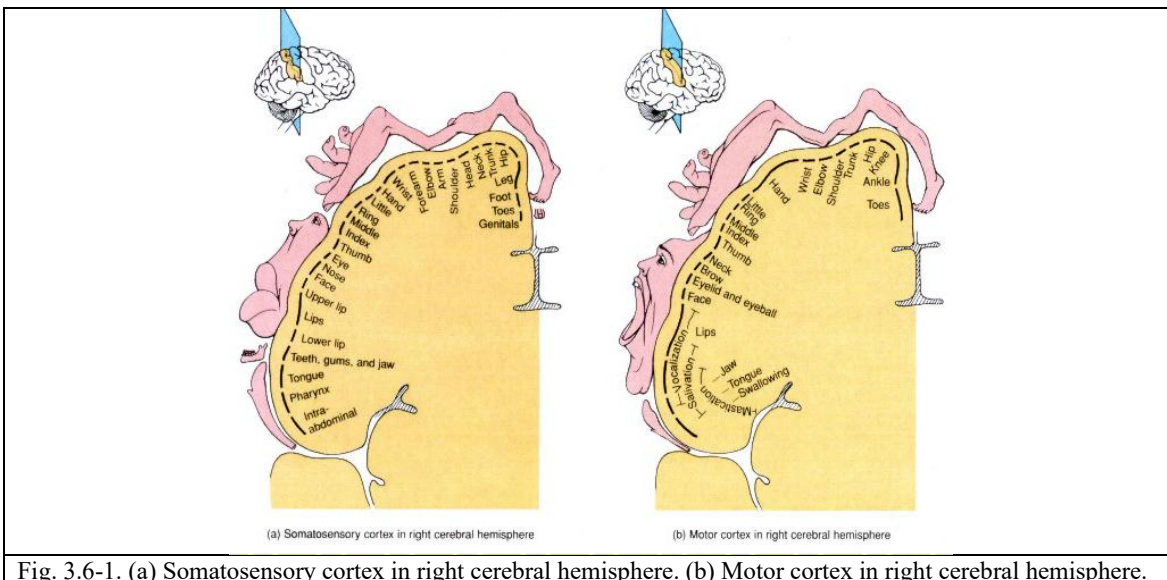 Hip
Trunk
Neck
Head
Shoulder
Arm
Elbow
Forearm
Wrist
Hand
Little
Ring
Middle
Index
Thumb
Eye
Nose
Face
Upper lip
Lips
Lower lip
Teeth, gums, and jaw
Tongue
Pharynx
Intra-
abdominal
Leg
Foot
Toes
Genitals
(a) Somatosensory cortex in right cerebral hemisphere
Hip
Knee
Trunk
Shoulder
Elbow
Wrist
Hand
Little
Ring
Middle
Index
Thumb
Neck
Brow
Eyelid and eyeball
Face
Lips
Vocalization
Salivation
Mastication
Jaw
Tongue
Swallowing
Ankle
Toes
(b) Motor cortex in right cerebral hemisphere
Fig. 3.6-1. (a) Somatosensory cortex in right cerebral hemisphere. (b) Motor cortex in right cerebral hemisphere.